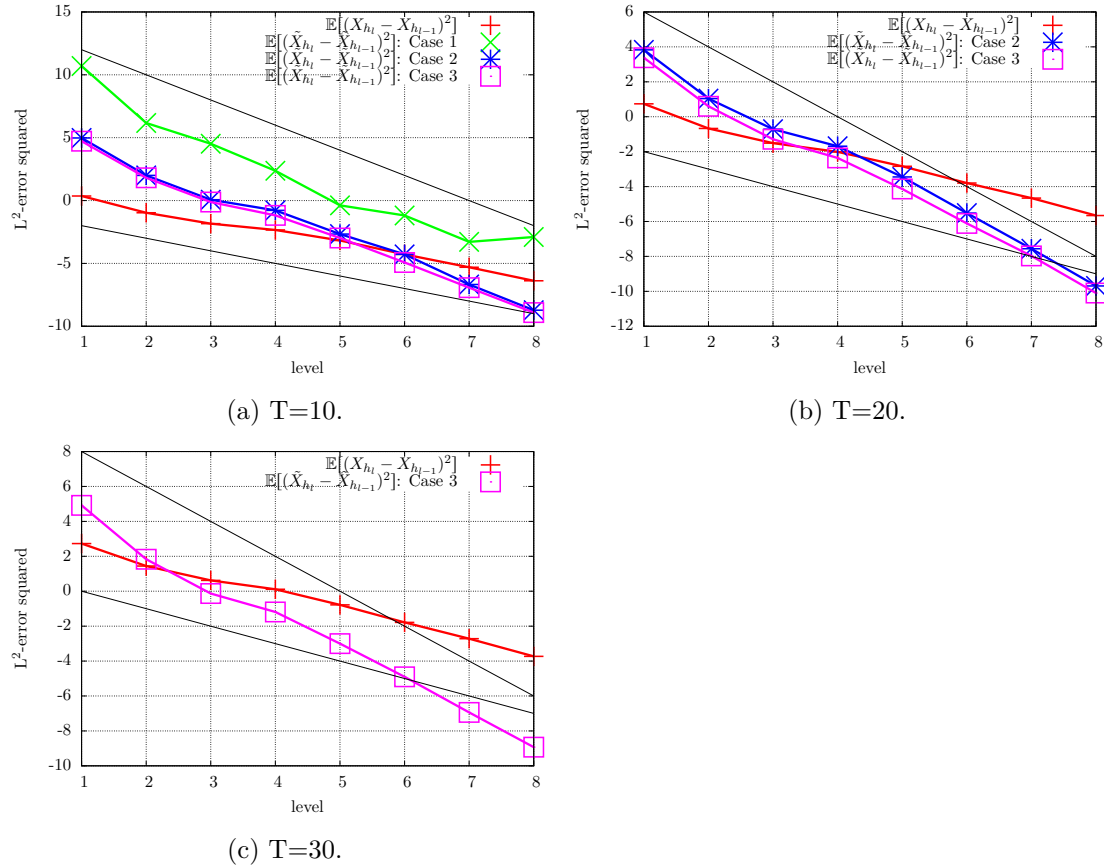 15
10
5
0
-5
-10
L²-error squared
1 2 3 4 5 6 7 8
level
𝔼[(X_{h_l} − X_{h_{l−1}})²]
𝔼[(X̃_{h_l} − X̃_{h_{l−1}})²]: Case 1
𝔼[(X̃_{h_l} − X̃_{h_{l−1}})²]: Case 2
𝔼[(X̃_{h_l} − X̃_{h_{l−1}})²]: Case 3
(a) T=10.
6
4
2
0
-2
-4
-6
-8
-10
-12
L²-error squared
1 2 3 4 5 6 7 8
level
𝔼[(X_{h_l} − X_{h_{l−1}})²]
𝔼[(X̃_{h_l} − X̃_{h_{l−1}})²]: Case 2
𝔼[(X̃_{h_l} − X̃_{h_{l−1}})²]: Case 3
(b) T=20.
8
6
4
2
0
-2
-4
-6
-8
-10
L²-error squared
1 2 3 4 5 6 7 8
level
𝔼[(X_{h_l} − X_{h_{l−1}})²]
𝔼[(X̃_{h_l} − X̃_{h_{l−1}})²]: Case 3
(c) T=30.